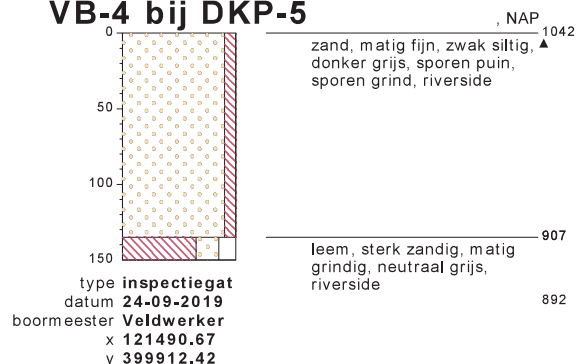 VB-4 bij DKP-5
, NAP
0
1042
zand, matig fijn, zwak siltig,
donker grijs, sporen puin,
sporen grind, riverside
50
100
907
leem, sterk zandig, matig
grindig, neutraal grijs,
riverside
150
892
type inspectiegat
datum 24-09-2019
boormeester Veldwerker
x 121490.67
y 399912.42